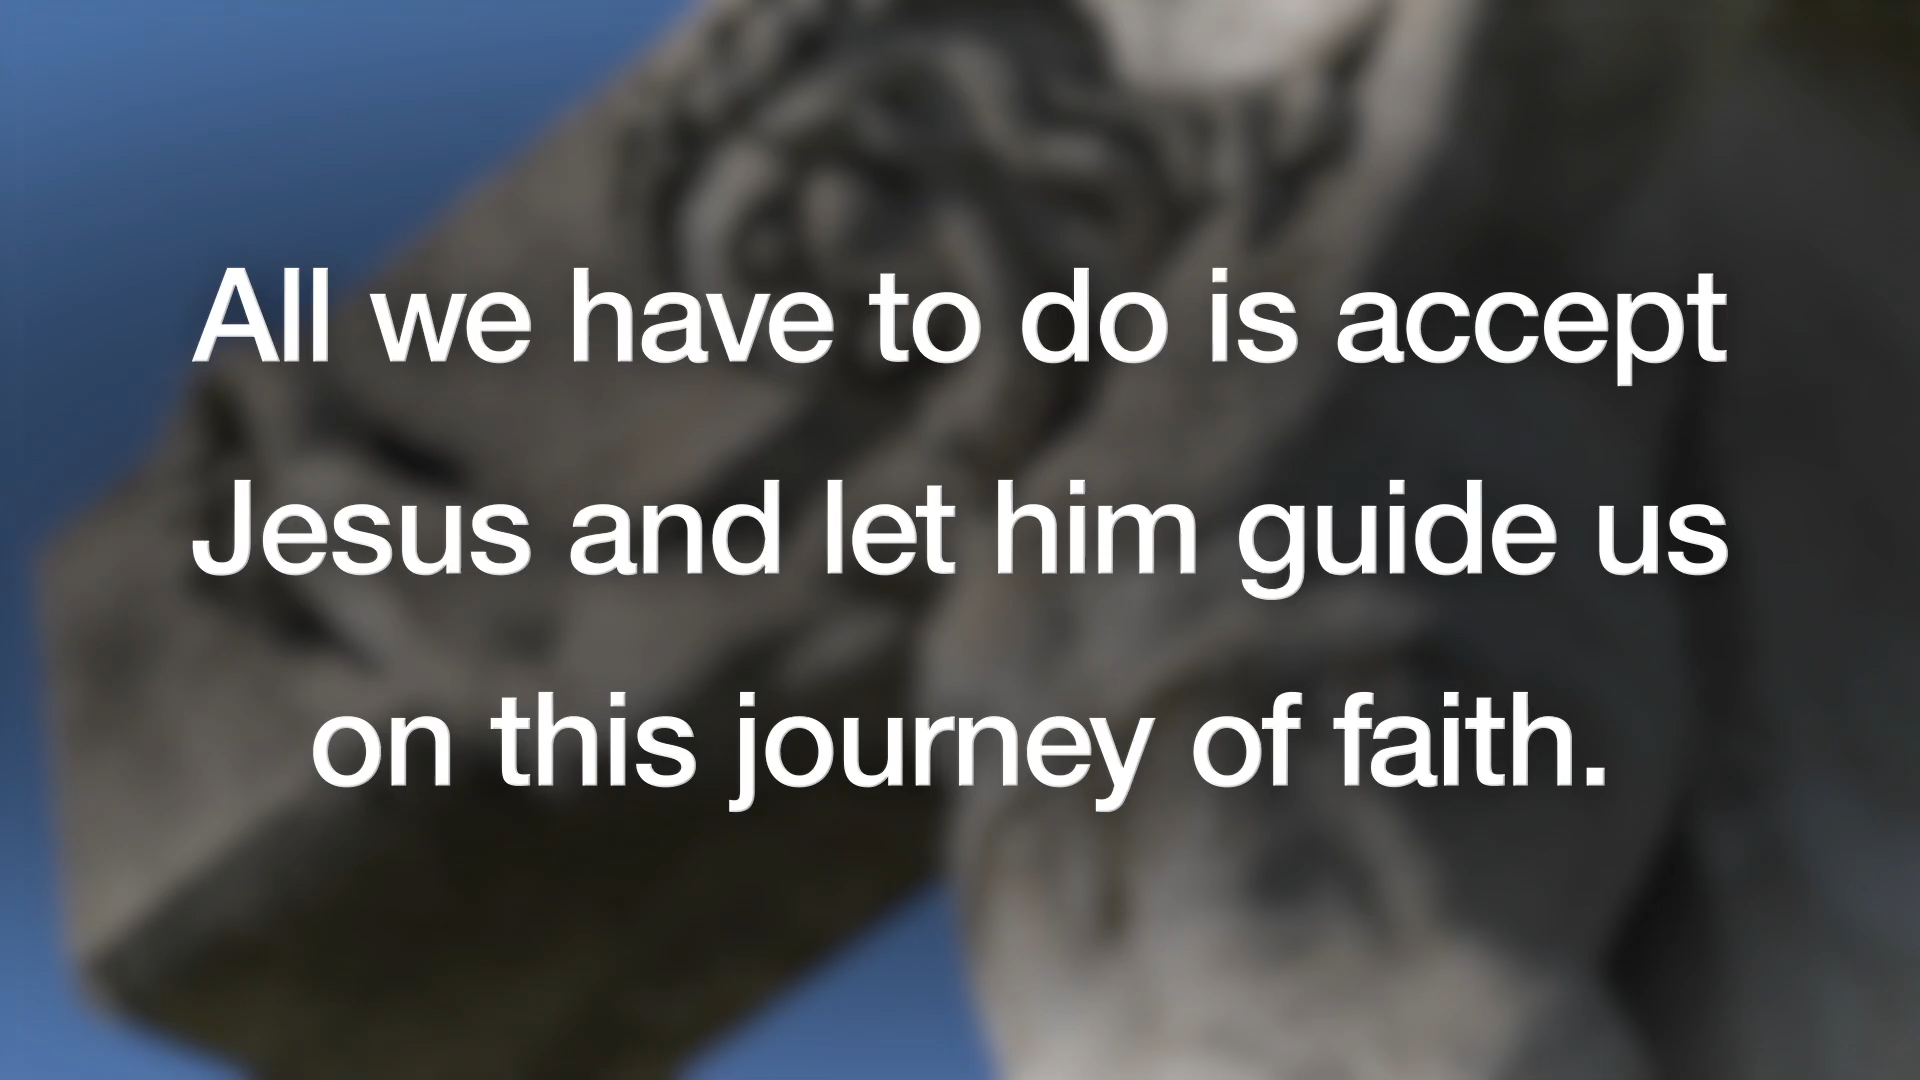 All we have to do is accept
Jesus and let him guide us
on this journey of faith.